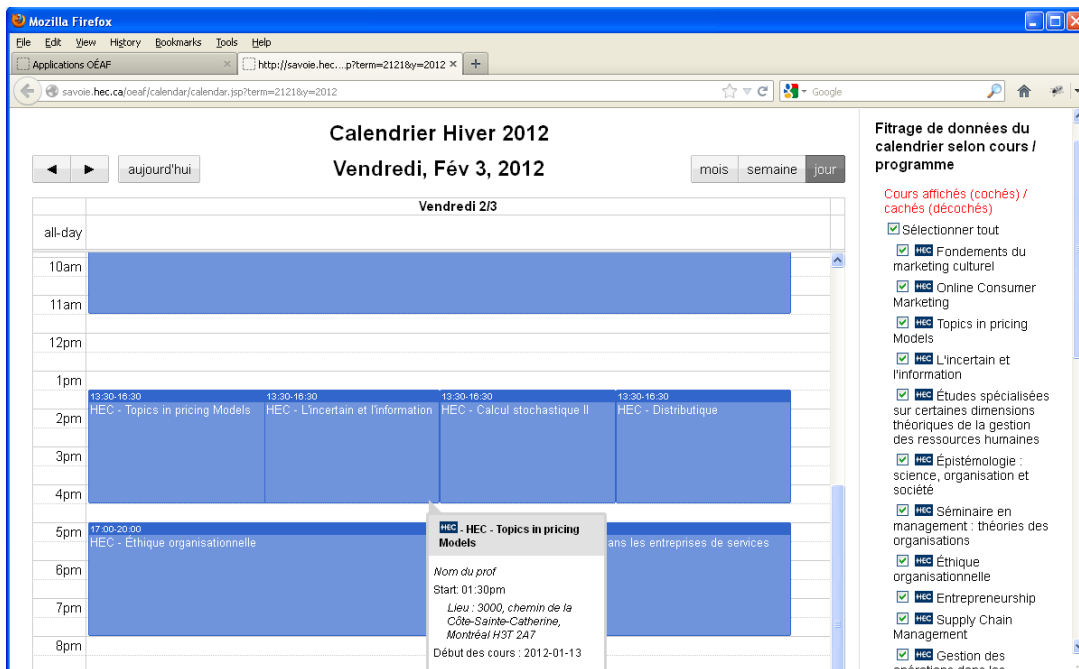 Mozilla Firefox
File Edit View History Bookmarks Tools Help
Applications OÉAF
http://savoie.hec....p?term=2121&y=2012
savoie.hec.ca/oeaf/calendar/calendar.jsp?term=2121&y=2012
Google
Calendrier Hiver 2012
aujourd'hui
Vendredi, Fév 3, 2012
mois semaine jour
Vendredi 2/3
all-day
10am
11am
12pm
1pm
13:30-16:30 13:30-16:30 13:30-16:30 13:30-16:30
HEC - Topics in pricing Models HEC - L'incertain et l'information HEC - Calcul stochastique II HEC - Distributique
2pm
3pm
4pm
5pm
17:00-20:00
HEC - Éthique organisationnelle
ans les entreprises de services
6pm
7pm
8pm
HEC - HEC - Topics in pricing
Models
Nom du prof
Start: 01:30pm
Lieu : 3000, chemin de la
Côte-Sainte-Catherine,
Montréal H3T 2A7
Début des cours : 2012-01-13
Fitrage de données du
calendrier selon cours /
programme
Cours affichés (cochés) /
cachés (décochés)
Sélectionner tout
HEC Fondements du
marketing culturel
HEC Online Consumer
Marketing
HEC Topics in pricing
Models
HEC L'incertain et
l'information
HEC Études spécialisées
sur certaines dimensions
théoriques de la gestion
des ressources humaines
HEC Épistémologie :
science, organisation et
société
HEC Séminaire en
management : théories des
organisations
HEC Éthique
organisationnelle
HEC Entrepreneurship
HEC Supply Chain
Management
HEC Gestion des
opérations dans les